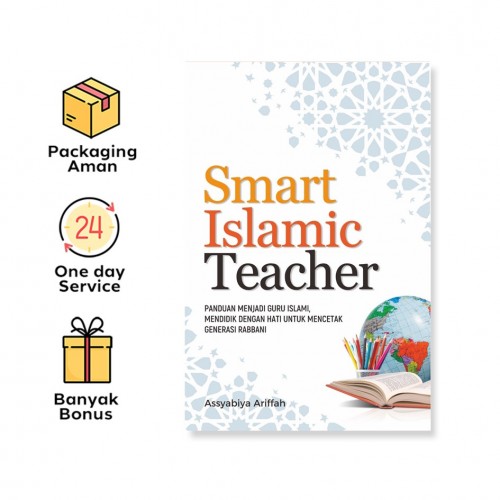 Packaging
Aman
24
One day
Service
Banyak
Bonus
Smart
Islamic
Teacher
PANDUAN MENJADI GURU ISLAMI,
MENDIDIK DENGAN HATI UNTUK MENCETAK
GENERASI RABBANI
Assyabiya Ariffah